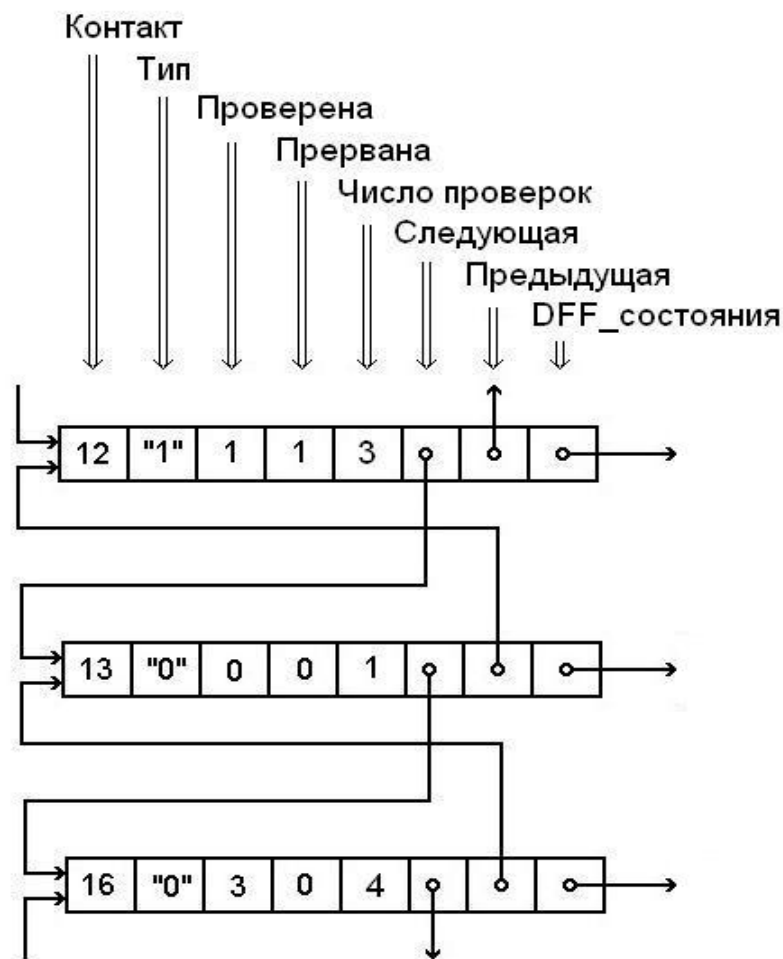 Контакт
Тип
Проверена
Прервана
Число проверок
Следующая
Предыдущая
DFF_состояния
12 "1" 1 1 3
13 "0" 0 0 1
16 "0" 3 0 4